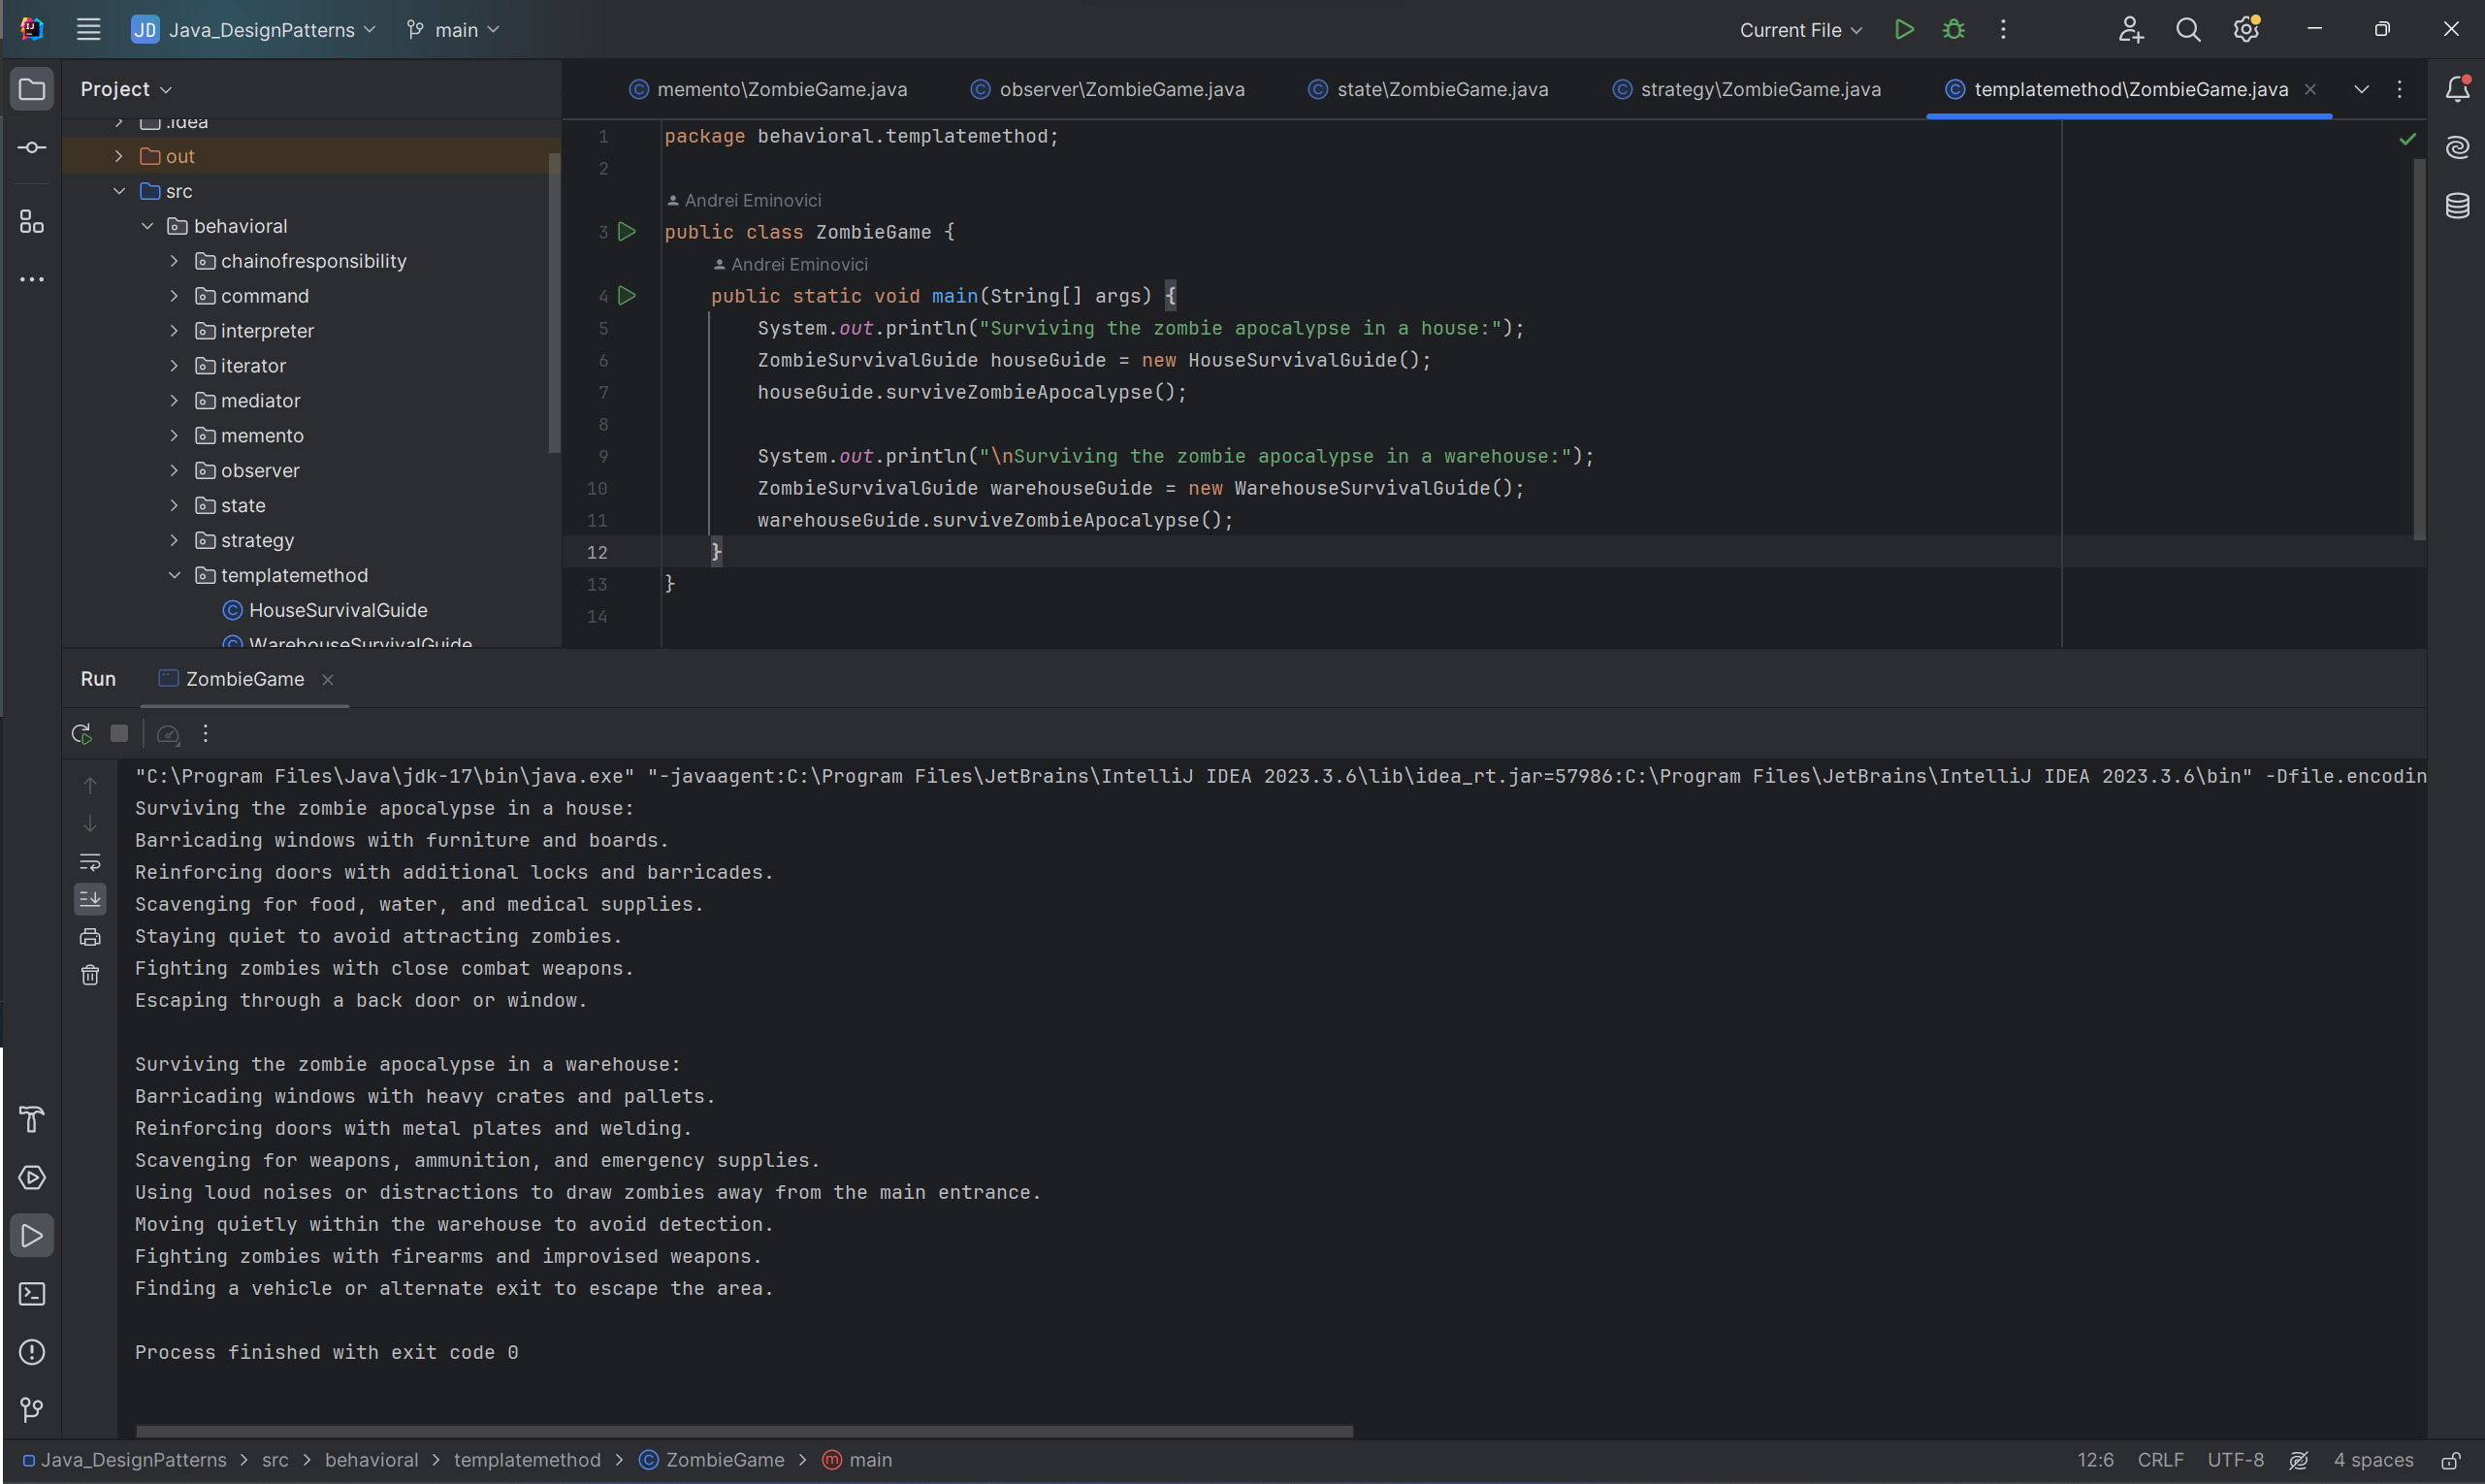 JD Java_DesignPatterns main Current File
Project
memento\ZombieGame.java observer\ZombieGame.java state\ZombieGame.java strategy\ZombieGame.java templatemethod\ZombieGame.java
.idea
out
src
behavioral
chainofresponsibility
command
interpreter
iterator
mediator
memento
observer
state
strategy
templatemethod
HouseSurvivalGuide
WarehouseSurvivalGuide
1 package behavioral.templatemethod;
2
Andrei Eminovici
3 public class ZombieGame {
Andrei Eminovici
4 public static void main(String[] args) {
5 System.out.println("Surviving the zombie apocalypse in a house:");
6 ZombieSurvivalGuide houseGuide = new HouseSurvivalGuide();
7 houseGuide.surviveZombieApocalypse();
8
9 System.out.println("\nSurviving the zombie apocalypse in a warehouse:");
10 ZombieSurvivalGuide warehouseGuide = new WarehouseSurvivalGuide();
11 warehouseGuide.surviveZombieApocalypse();
12 }
13 }
14
Run ZombieGame
"C:\Program Files\Java\jdk-17\bin\java.exe" "-javaagent:C:\Program Files\JetBrains\IntelliJ IDEA 2023.3.6\lib\idea_rt.jar=57986:C:\Program Files\JetBrains\IntelliJ IDEA 2023.3.6\bin" -Dfile.encodin
Surviving the zombie apocalypse in a house:
Barricading windows with furniture and boards.
Reinforcing doors with additional locks and barricades.
Scavenging for food, water, and medical supplies.
Staying quiet to avoid attracting zombies.
Fighting zombies with close combat weapons.
Escaping through a back door or window.
Surviving the zombie apocalypse in a warehouse:
Barricading windows with heavy crates and pallets.
Reinforcing doors with metal plates and welding.
Scavenging for weapons, ammunition, and emergency supplies.
Using loud noises or distractions to draw zombies away from the main entrance.
Moving quietly within the warehouse to avoid detection.
Fighting zombies with firearms and improvised weapons.
Finding a vehicle or alternate exit to escape the area.
Process finished with exit code 0
Java_DesignPatterns > src > behavioral > templatemethod > ZombieGame > main 12:6 CRLF UTF-8 4 spaces